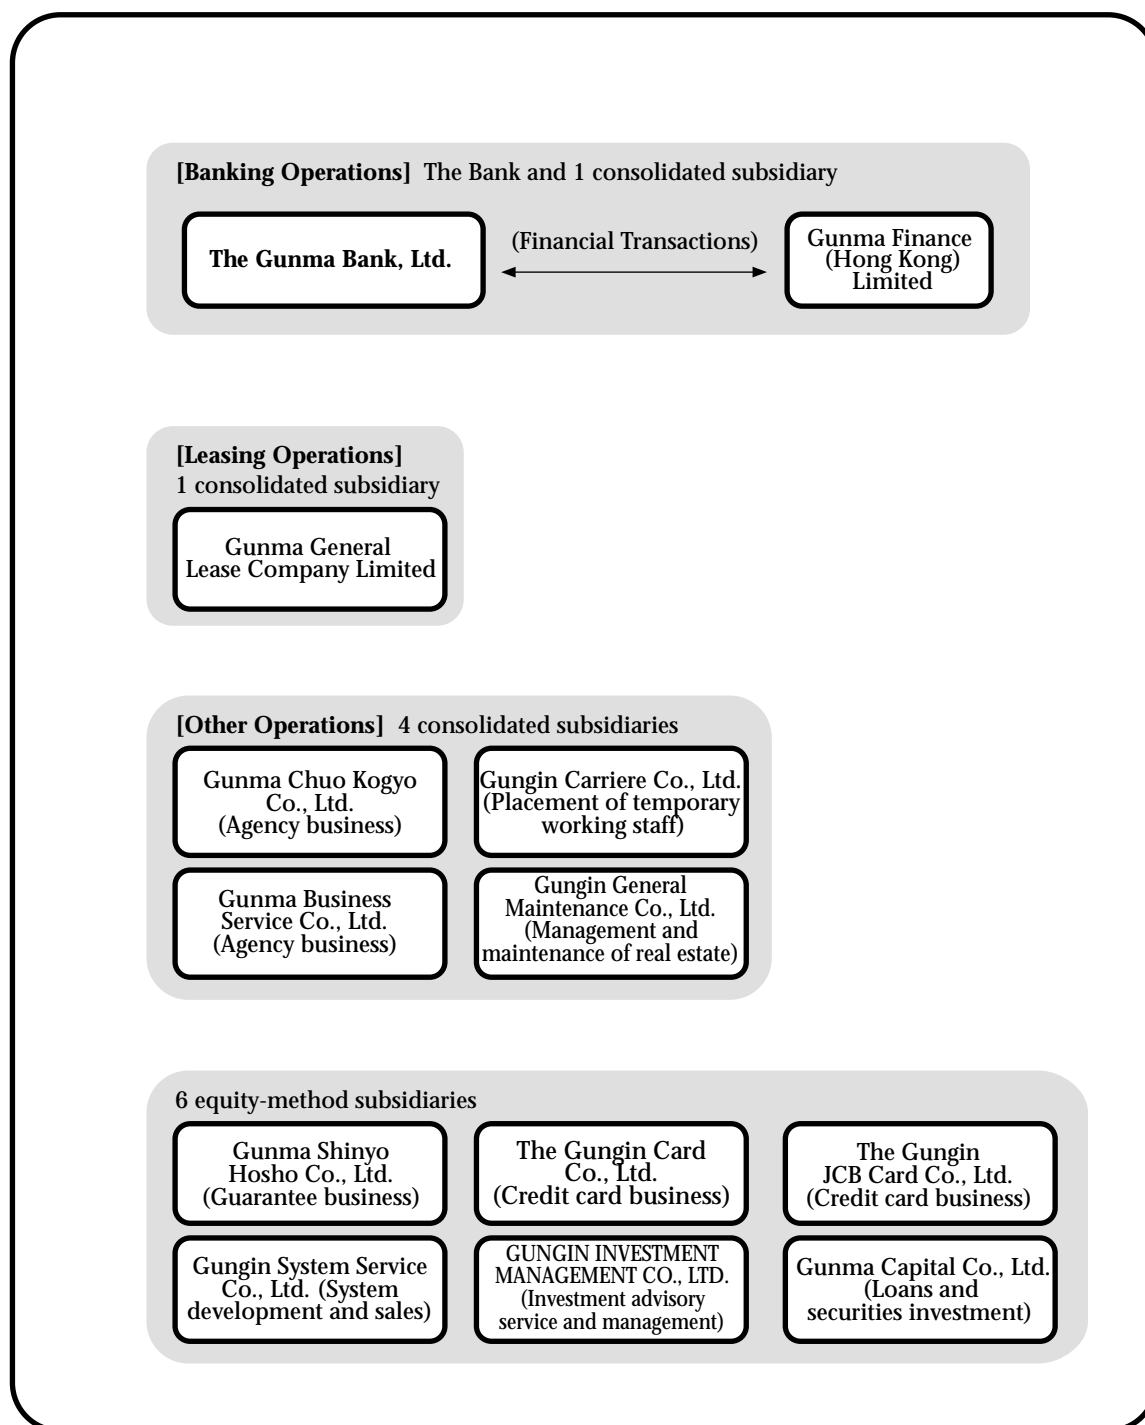 [Banking Operations] The Bank and 1 consolidated subsidiary
The Gunma Bank, Ltd.
(Financial Transactions)
Gunma Finance
(Hong Kong)
Limited
[Leasing Operations]
1 consolidated subsidiary
Gunma General
Lease Company Limited
[Other Operations] 4 consolidated subsidiaries
Gunma Chuo Kogyo
Co., Ltd.
(Agency business)
Gungin Carriere Co., Ltd.
(Placement of temporary
working staff)
Gunma Business
Service Co., Ltd.
(Agency business)
Gungin General
Maintenance Co., Ltd.
(Management and
maintenance of real estate)
6 equity-method subsidiaries
Gunma Shinyo
Hosho Co., Ltd.
(Guarantee business)
The Gungin Card
Co., Ltd.
(Credit card business)
The Gungin
JCB Card Co., Ltd.
(Credit card business)
Gungin System Service
Co., Ltd. (System
development and sales)
GUNGIN INVESTMENT
MANAGEMENT CO., LTD.
(Investment advisory
service and management)
Gunma Capital Co., Ltd.
(Loans and
securities investment)